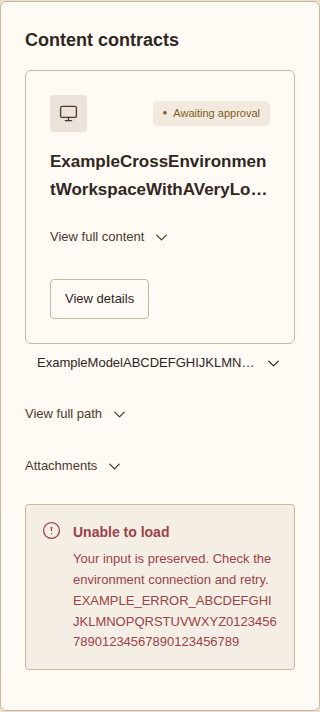 Content contracts
• Awaiting approval
ExampleCrossEnvironmen
tWorkspaceWithAVeryLo…
View full content
View details
ExampleModelABCDEFGHIJKLMN…
View full path
Attachments
Unable to load
Your input is preserved. Check the
environment connection and retry.
EXAMPLE_ERROR_ABCDEFGHI
JKLMNOPQRSTUVWXYZ0123456
78901234567890123456789